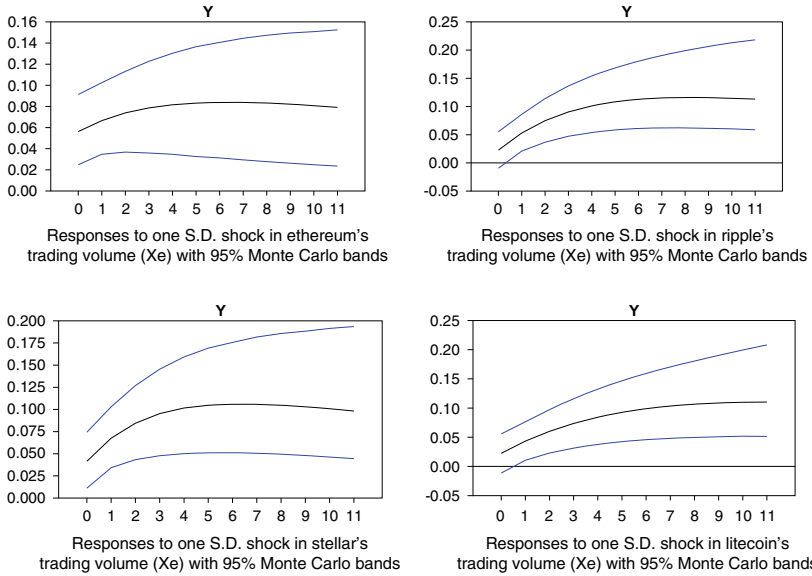 Y
0.16
0.14
0.12
0.10
0.08
0.06
0.04
0.02
0.00
0 1 2 3 4 5 6 7 8 9 10 11
Responses to one S.D. shock in ethereum's
trading volume (Xe) with 95% Monte Carlo bands
Y
0.25
0.20
0.15
0.10
0.05
0.00
-0.05
0 1 2 3 4 5 6 7 8 9 10 11
Responses to one S.D. shock in ripple's
trading volume (Xe) with 95% Monte Carlo bands
Y
0.200
0.175
0.150
0.125
0.100
0.075
0.050
0.025
0.000
0 1 2 3 4 5 6 7 8 9 10 11
Responses to one S.D. shock in stellar's
trading volume (Xe) with 95% Monte Carlo bands
Y
0.25
0.20
0.15
0.10
0.05
0.00
-0.05
0 1 2 3 4 5 6 7 8 9 10 11
Responses to one S.D. shock in litecoin's
trading volume (Xe) with 95% Monte Carlo bands